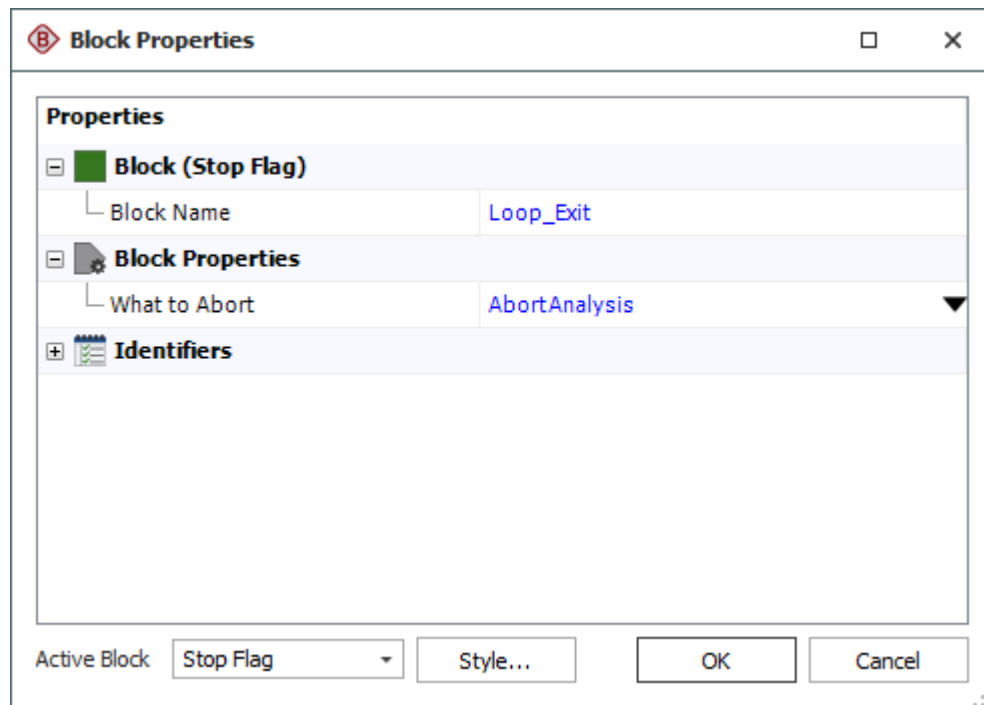 B Block Properties
Properties
Block (Stop Flag)
Block Name Loop_Exit
Block Properties
What to Abort AbortAnalysis
Identifiers
Active Block Stop Flag Style... OK Cancel